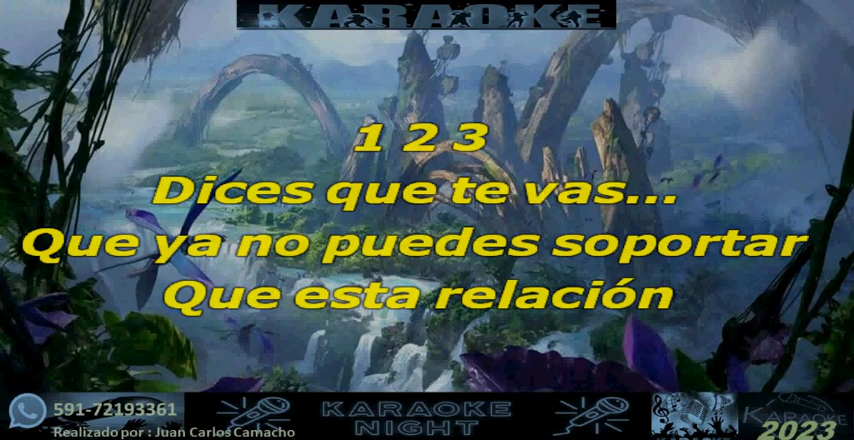 KARAOKE
1 2 3
Dices que te vas...
Que ya no puedes soportar
Que esta relación
591-72193361
Realizado por : Juan Carlos Camacho
KARAOKE
NIGHT
KARAOKE
KARAOKE
2023